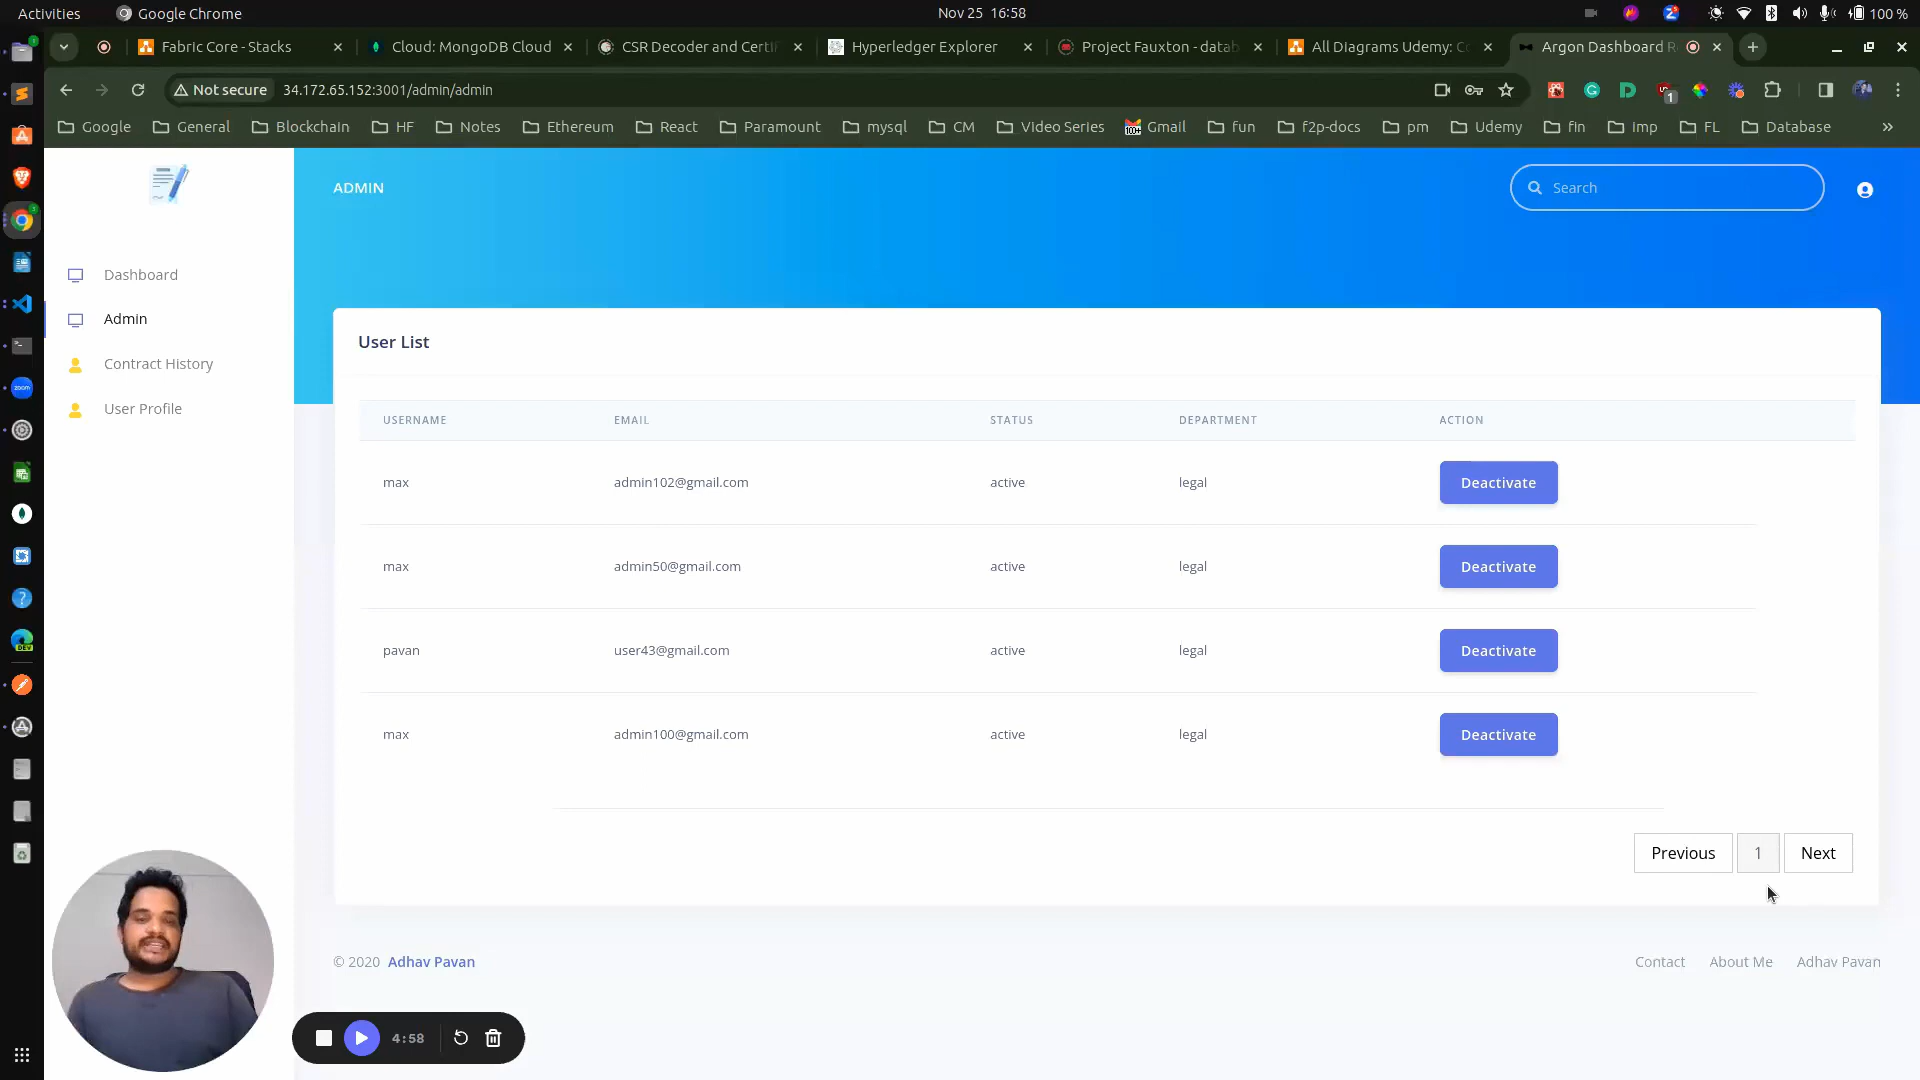 Activities Google Chrome Nov 25 16:58 100 %
Fabric Core - Stacks Cloud: MongoDB Cloud CSR Decoder and Certi Hyperledger Explorer Project Fauxton - datab All Diagrams Udemy: C Argon Dashboard R
Not secure 34.172.65.152:3001/admin/admin 1
Google General Blockchain HF Notes Ethereum React Paramount mysql CM Video Series Gmail fun f2p-docs pm Udemy fin Imp FL Database
ADMIN
Search
Dashboard
Admin
Contract History
User Profile
User List
USERNAME EMAIL STATUS DEPARTMENT ACTION
max admin102@gmail.com active legal Deactivate
max admin50@gmail.com active legal Deactivate
pavan user43@gmail.com active legal Deactivate
max admin100@gmail.com active legal Deactivate
Previous 1 Next
© 2020 Adhav Pavan
Contact About Me Adhav Pavan
4:58